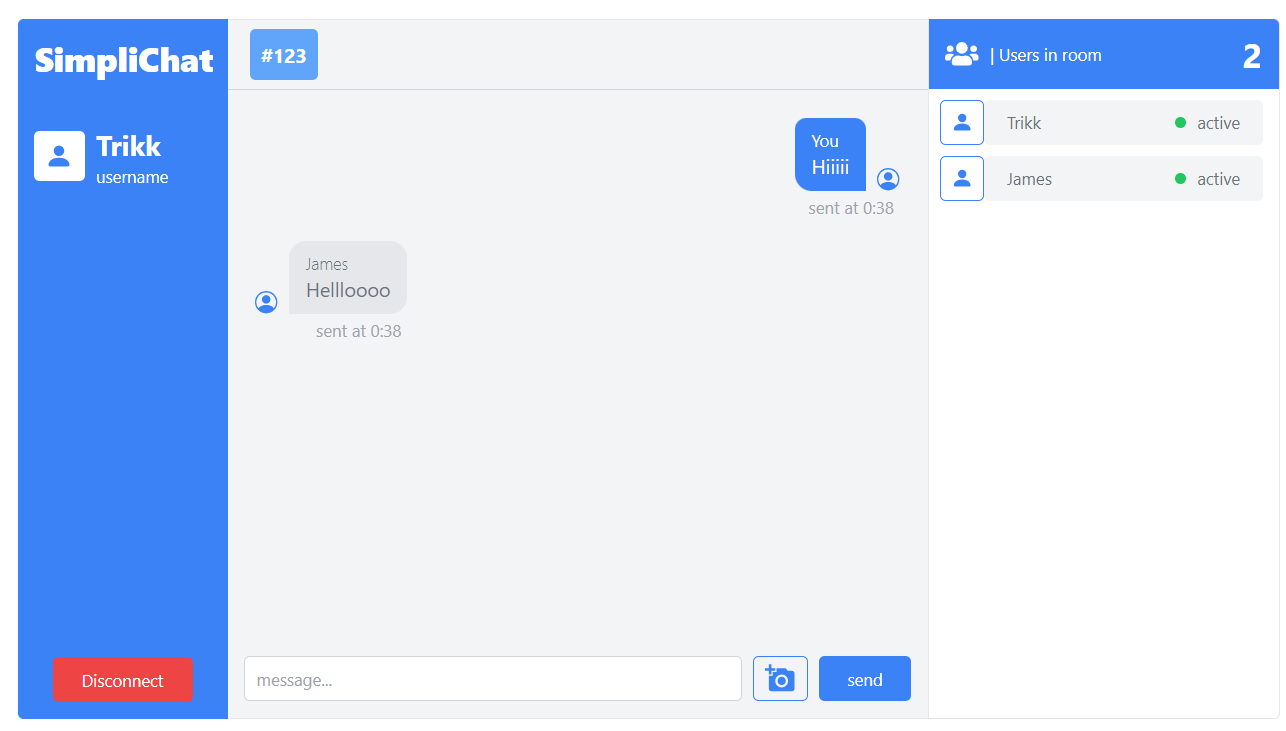 SimpliChat
Trikk
username
Disconnect
#123
You
Hiiiii
sent at 0:38
James
Hellloooo
sent at 0:38
message...
send
| Users in room
2
Trikk
active
James
active